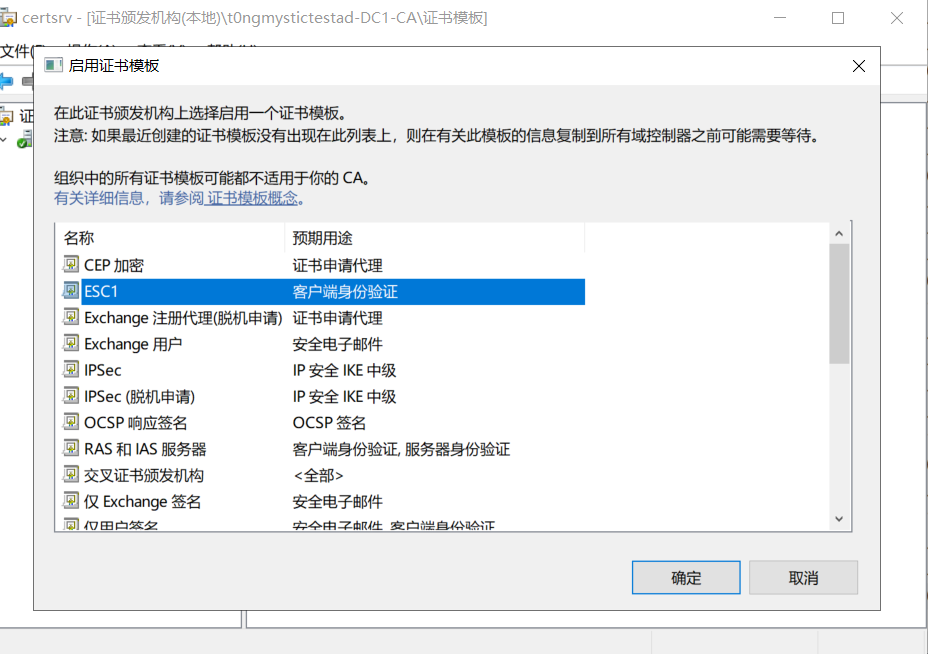 certsrv - [证书颁发机构(本地)\t0ngmystictestad-DC1-CA\证书模板]
文件(F)
启用证书模板
证
在此证书颁发机构上选择启用一个证书模板。
注意: 如果最近创建的证书模板没有出现在此列表上，则在有关此模板的信息复制到所有域控制器之前可能需要等待。
组织中的所有证书模板可能都不适用于你的 CA。
有关详细信息，请参阅 证书模板概念。
名称 预期用途
CEP 加密 证书申请代理
ESC1 客户端身份验证
Exchange 注册代理(脱机申请) 证书申请代理
Exchange 用户 安全电子邮件
IPSec IP 安全 IKE 中级
IPSec (脱机申请) IP 安全 IKE 中级
OCSP 响应签名 OCSP 签名
RAS 和 IAS 服务器 客户端身份验证, 服务器身份验证
交叉证书颁发机构 <全部>
仅 Exchange 签名 安全电子邮件
仅用户签名 安全电子邮件, 客户端身份验证
确定 取消